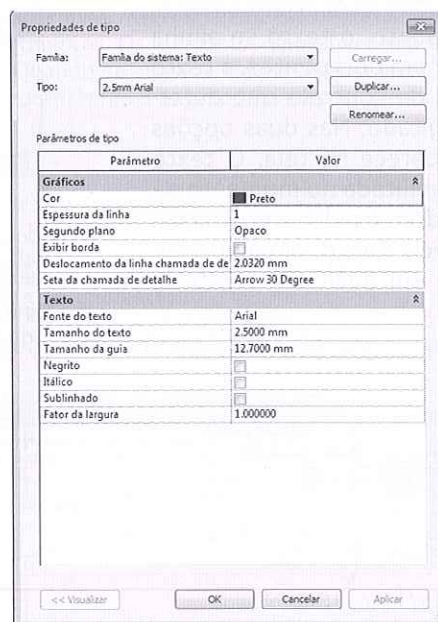 Propriedades de tipo
Família: Família do sistema: Texto Carregar...
Tipo: 2.5mm Arial Duplicar...
Renomear...
Parâmetros de tipo
Parâmetro Valor
Gráficos
Cor Preto
Espessura da linha 1
Segundo plano Opaco
Exibir borda
Deslocamento da linha chamada de de 2.0320 mm
Seta da chamada de detalhe Arrow 30 Degree
Texto
Fonte do texto Arial
Tamanho do texto 2.5000 mm
Tamanho da guia 12.7000 mm
Negrito
Itálico
Sublinhado
Fator da largura 1.000000
<< Visualizar OK Cancelar Aplicar